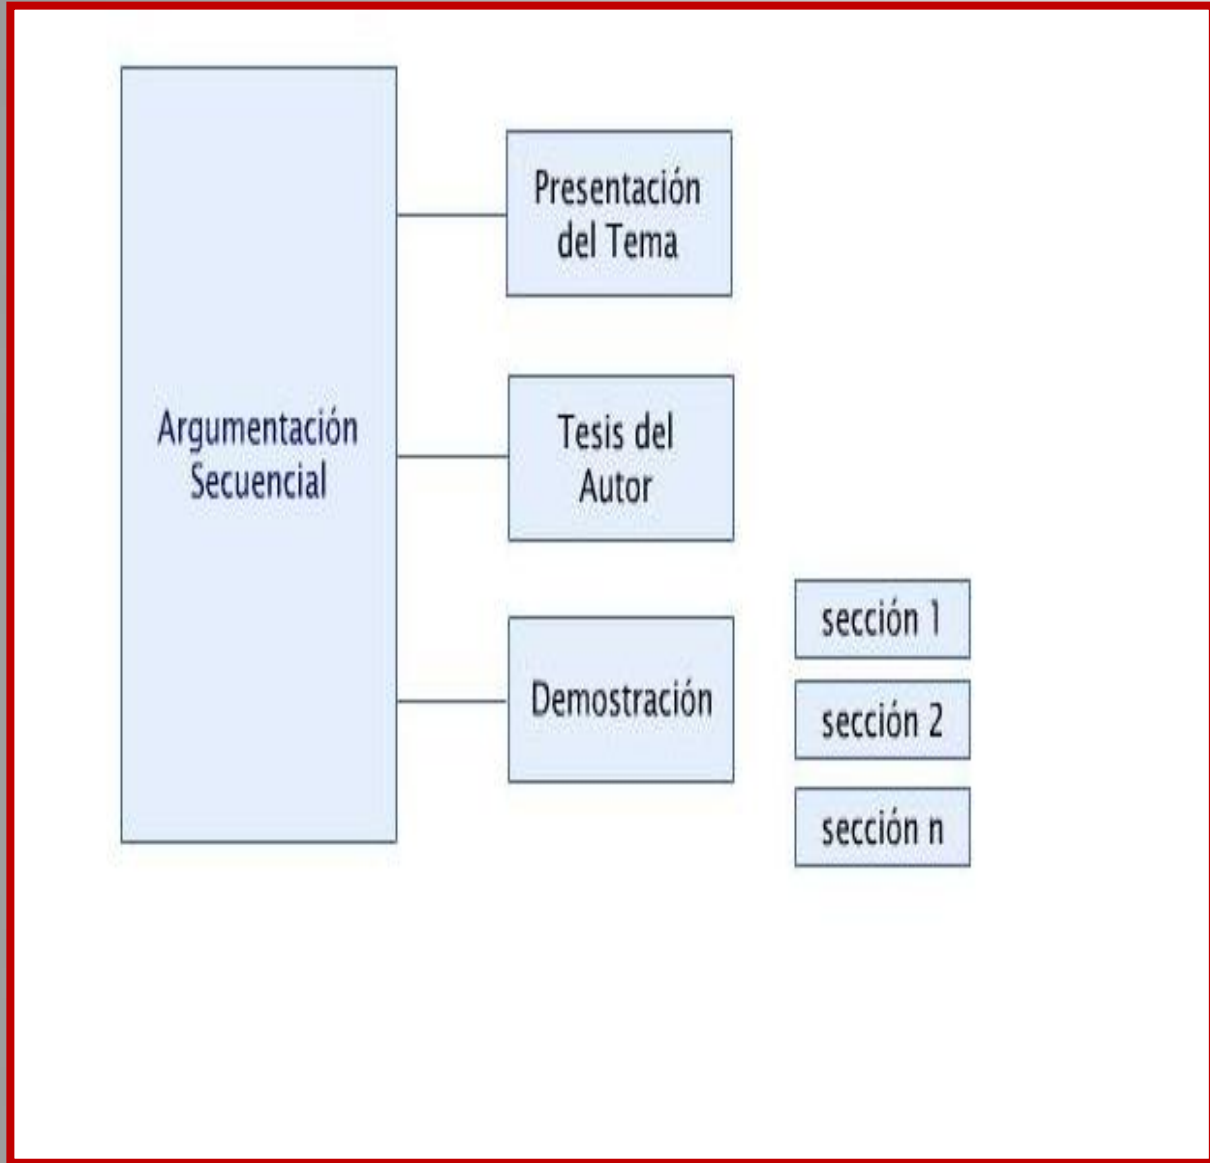 Argumentación
Secuencial
Presentación
del Tema
Tesis del
Autor
Demostración
sección 1
sección 2
sección n